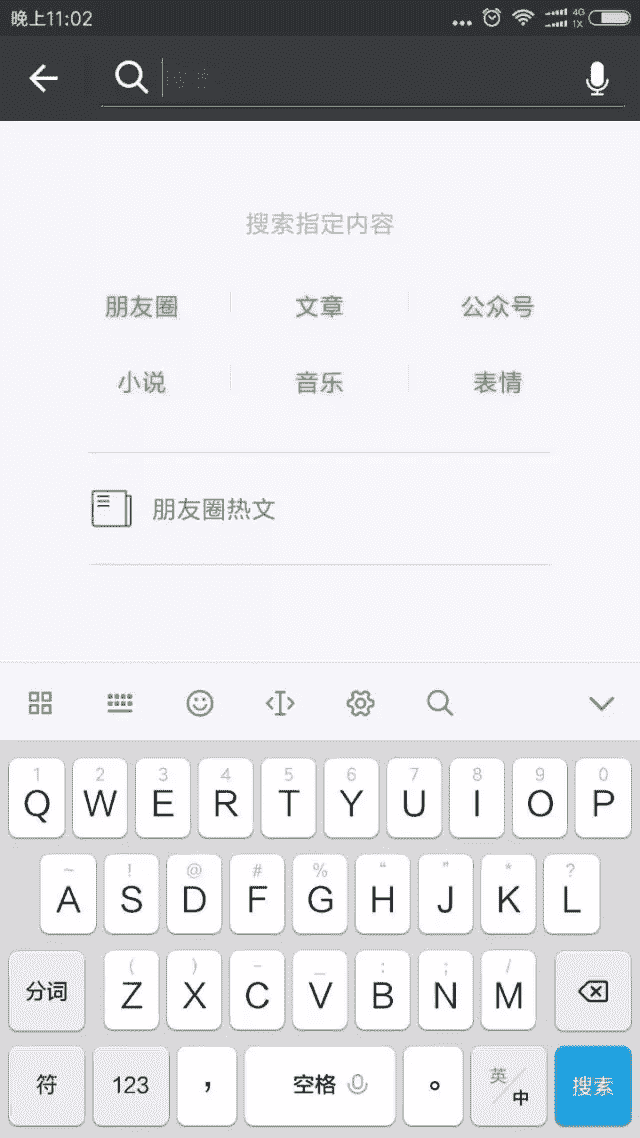 晚上11:02
4G
1X
搜索指定内容
朋友圈 文章 公众号
小说 音乐 表情
朋友圈热文
1 2 3 4 5 6 7 8 9 0
Q W E R T Y U I O P
~ ! @ # % “ ” * ?
A S D F G H J K L
( ) - _ : ; /
分词 Z X C V B N M
符 123 , 空格 。 英/中 搜索